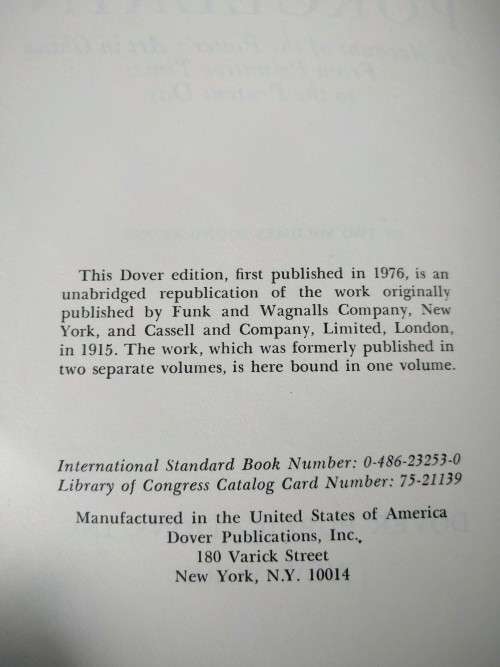 This Dover edition, first published in 1976, is an
unabridged republication of the work originally
published by Funk and Wagnalls Company, New
York, and Cassell and Company, Limited, London,
in 1915. The work, which was formerly published in
two separate volumes, is here bound in one volume.
International Standard Book Number: 0-486-23253-0
Library of Congress Catalog Card Number: 75-21139
Manufactured in the United States of America
Dover Publications, Inc.
180 Varick Street
New York, N.Y. 10014